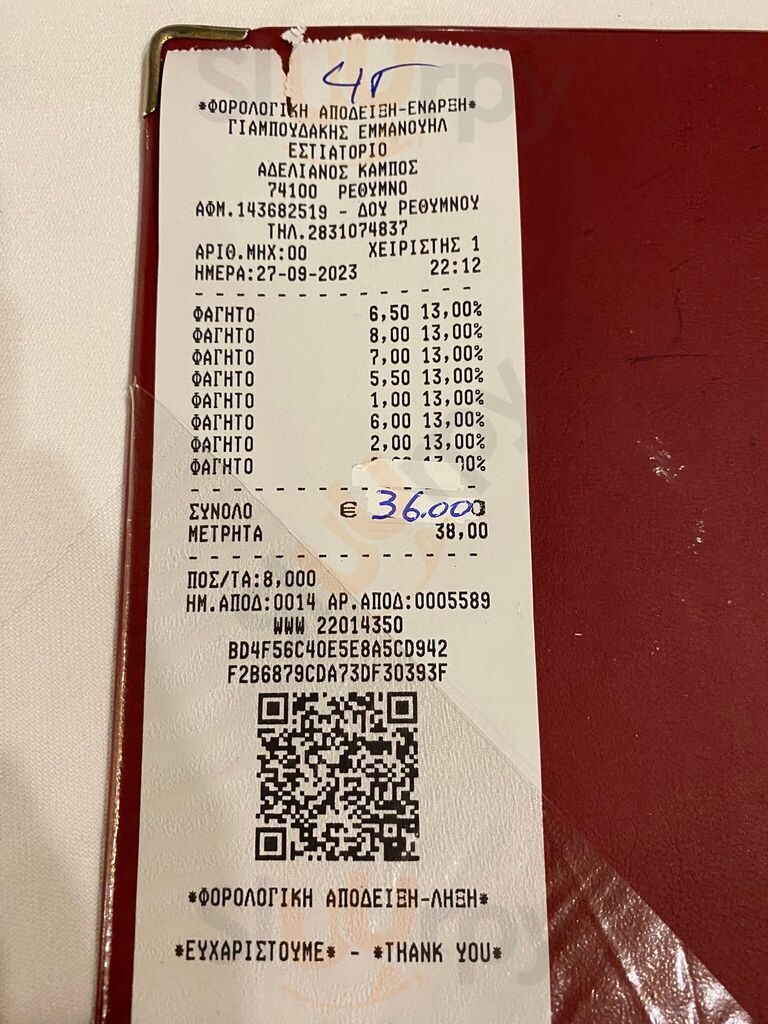 4Γ
*ΦΟΡΟΛΟΓΙΚΗ ΑΠΟΔΕΙΞΗ-ΕΝΑΡΞΗ*
ΓΙΑΜΠΟΥΔΑΚΗΣ ΕΜΜΑΝΟΥΗΛ
ΕΣΤΙΑΤΟΡΙΟ
ΑΔΕΛΙΑΝΟΣ ΚΑΜΠΟΣ
74100 ΡΕΘΥΜΝΟ
ΑΦΜ.143682519 - ΔΟΥ ΡΕΘΥΜΝΟΥ
ΤΗΛ.2831074837
ΑΡΙΘ.ΜΗΧ:00 ΧΕΙΡΙΣΤΗΣ 1
ΗΜΕΡΑ:27-09-2023 22:12
ΦΑΓΗΤΟ 6,50 13,00%
ΦΑΓΗΤΟ 8,00 13,00%
ΦΑΓΗΤΟ 7,00 13,00%
ΦΑΓΗΤΟ 5,50 13,00%
ΦΑΓΗΤΟ 1,00 13,00%
ΦΑΓΗΤΟ 6,00 13,00%
ΦΑΓΗΤΟ 2,00 13,00%
ΦΑΓΗΤΟ
ΣΥΝΟΛΟ € 36.00
ΜΕΤΡΗΤΑ 38,00
ΠΟΣ/ΤΑ:8,000
ΗΜ.ΑΠΟΔ:0014 ΑΡ.ΑΠΟΔ:0005589
WWW 22014350
BD4F56C40E5E8A5CD942
F2B6879CDA73DF30393F
*ΦΟΡΟΛΟΓΙΚΗ ΑΠΟΔΕΙΞΗ-ΛΗΞΗ*
*ΕΥΧΑΡΙΣΤΟΥΜΕ* - *THANK YOU*